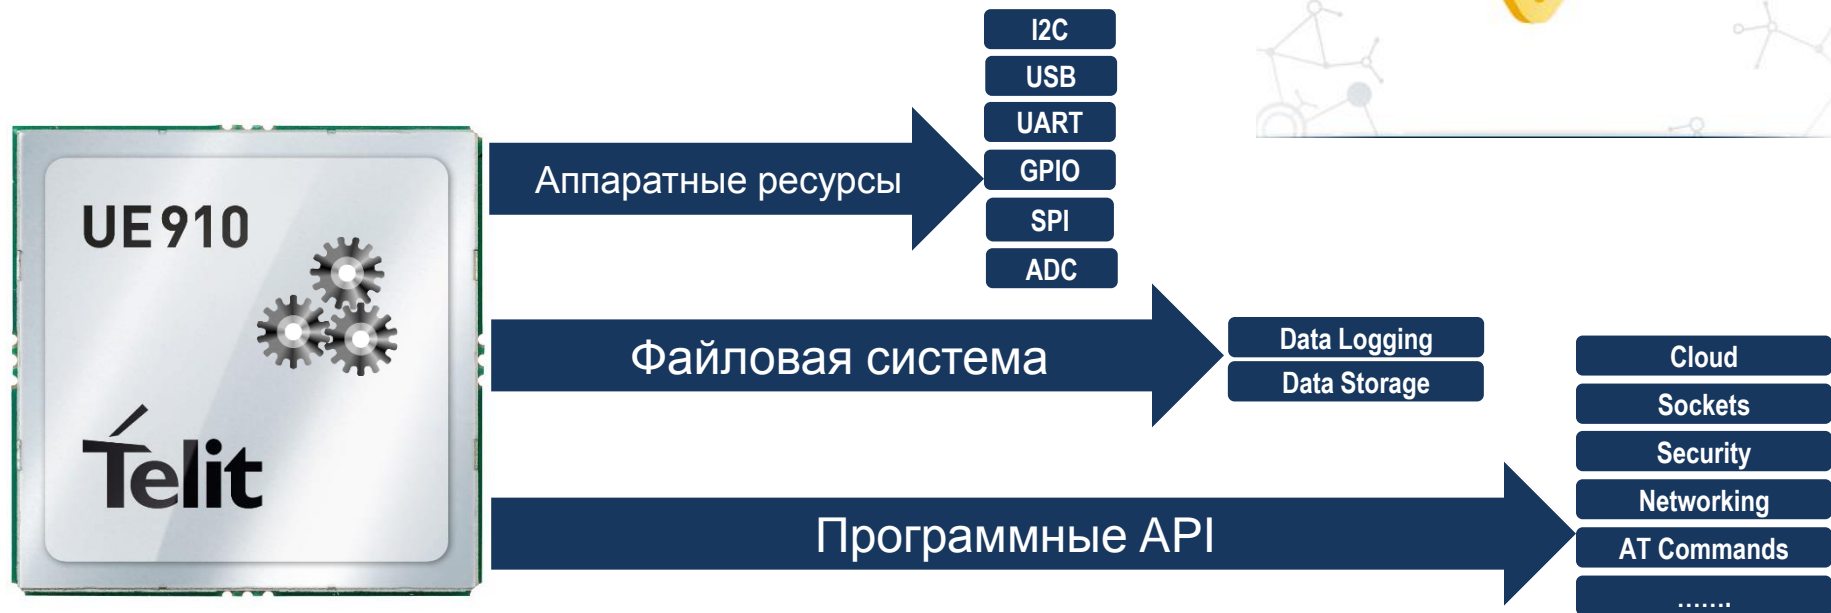 UE910
Telit
Аппаратные ресурсы
I2C
USB
UART
GPIO
SPI
ADC
Файловая система
Data Logging
Data Storage
Программные API
Cloud
Sockets
Security
Networking
AT Commands
…….